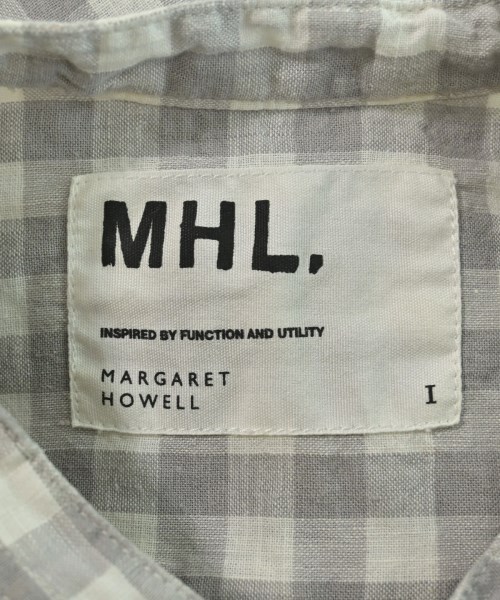 MHL.
INSPIRED BY FUNCTION AND UTILITY
MARGARET
HOWELL
I